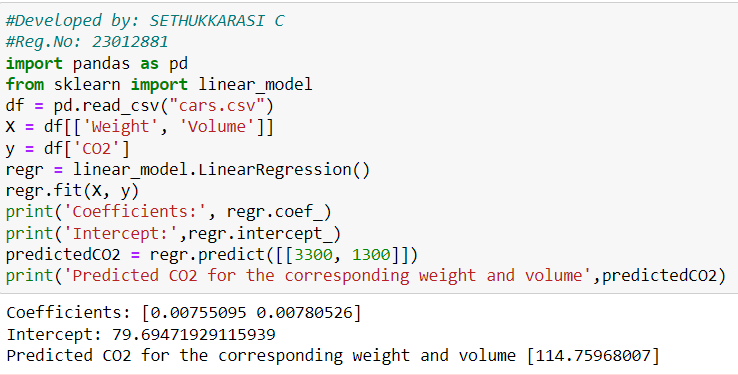 #Developed by: SETHUKKARASI C
#Reg.No: 23012881
import pandas as pd
from sklearn import linear_model
df = pd.read_csv("cars.csv")
X = df[['Weight', 'Volume']]
y = df['CO2']
regr = linear_model.LinearRegression()
regr.fit(X, y)
print('Coefficients:', regr.coef_)
print('Intercept:',regr.intercept_)
predictedCO2 = regr.predict([[3300, 1300]])
print('Predicted CO2 for the corresponding weight and volume',predictedCO2)
Coefficients: [0.00755095 0.00780526]
Intercept: 79.69471929115939
Predicted CO2 for the corresponding weight and volume [114.75968007]